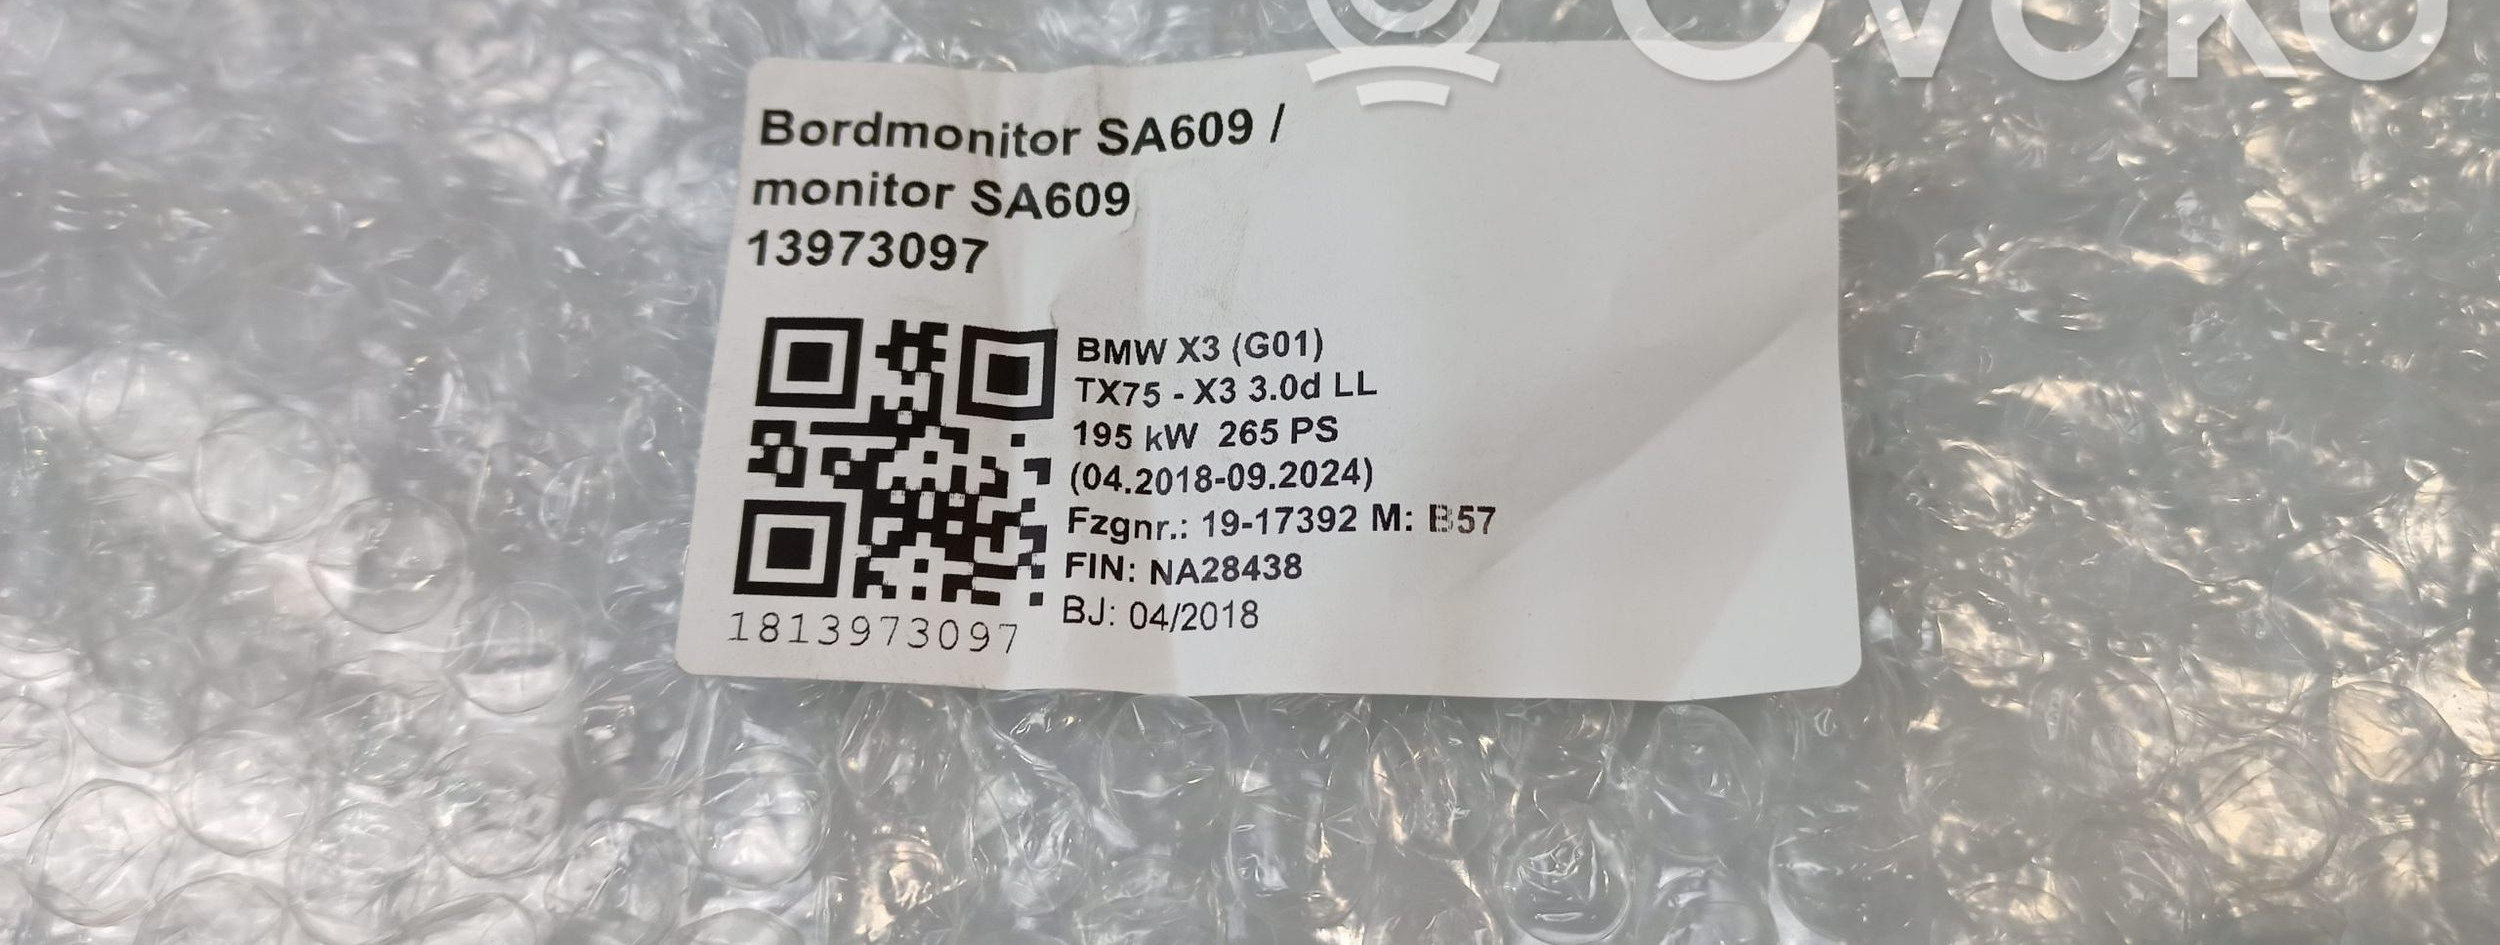 Ovoko
Bordmonitor SA609 /
monitor SA609
13973097
BMW X3 (G01)
TX75 - X3 3.0d LL
195 kW 265 PS
(04.2018-09.2024)
Fzgnr.: 19-17392 M: B57
FIN: NA28438
BJ: 04/2018
1813973097